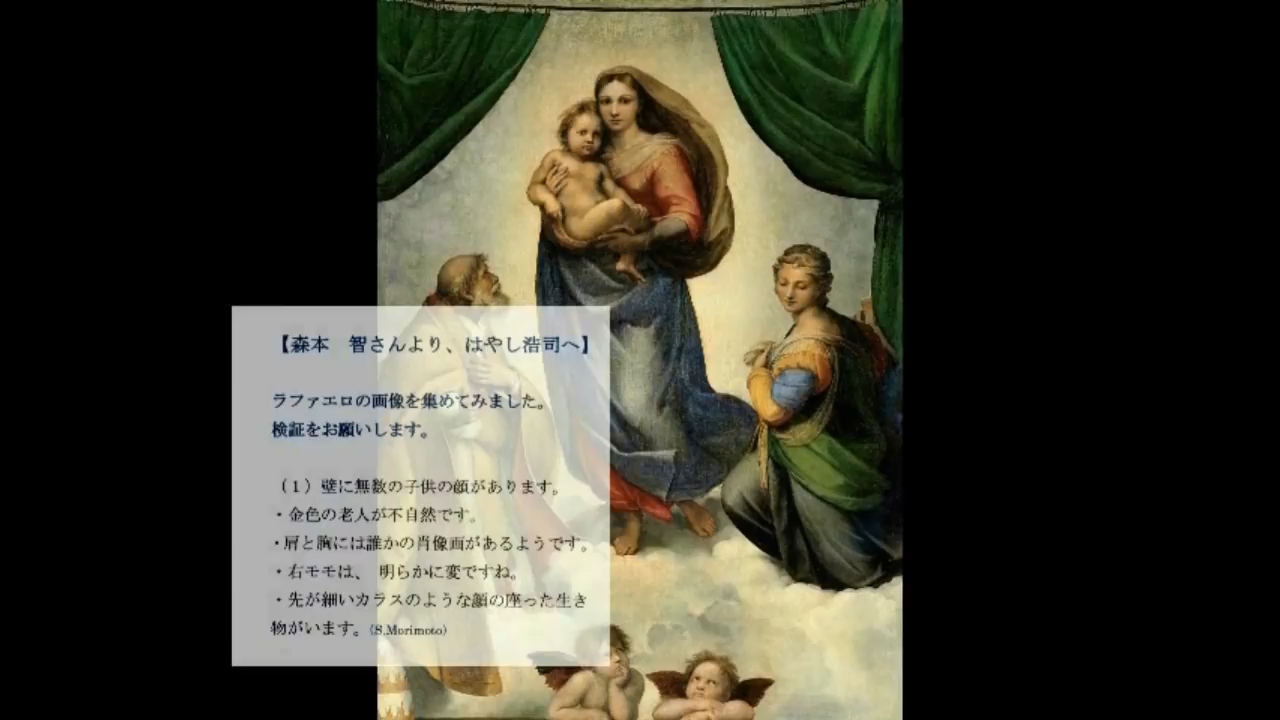 【森本　智さんより、はやし浩司へ】
ラファエロの画像を集めてみました。
検証をお願いします。
（１）壁に無数の子供の顔があります。
・金色の老人が不自然です。
・肩と胸には誰かの肖像画があるようです。
・右モモは、 明らかに変ですね。
・先が細いカラスのような顔の座った生き
物がいます。(S.Morimoto)